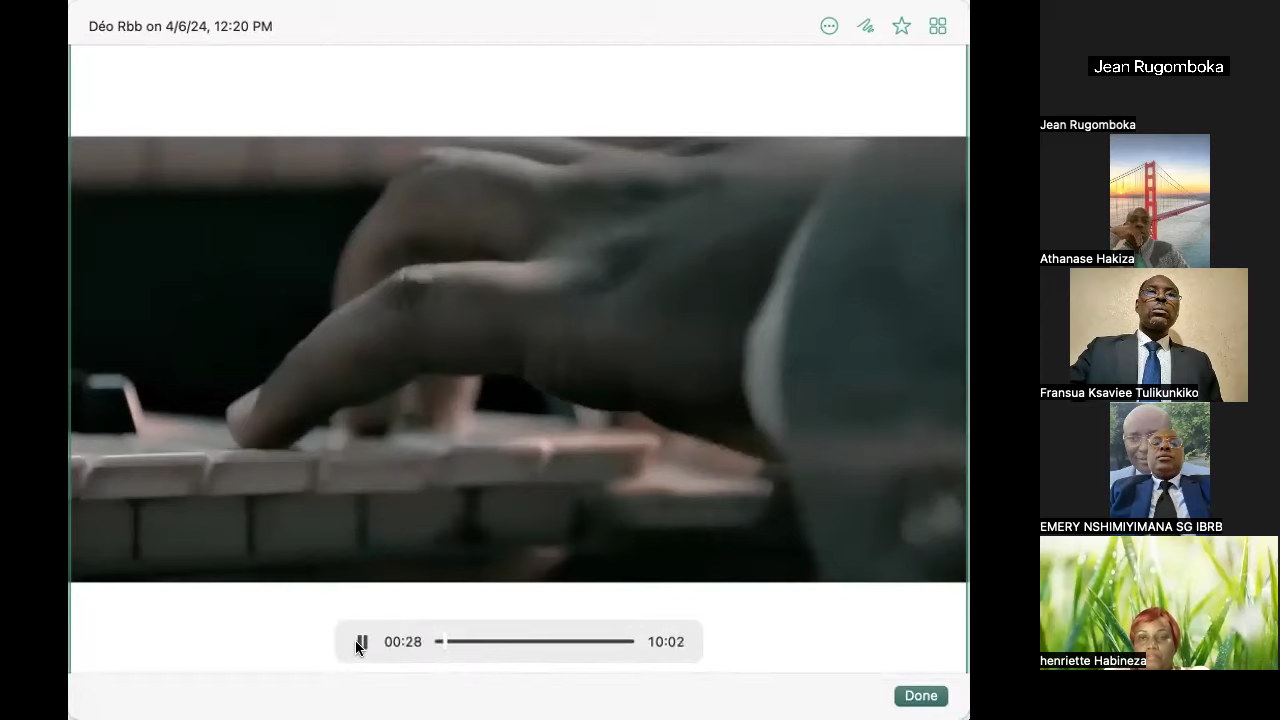 Déo Rbb on 4/6/24, 12:20 PM
Jean Rugomboka
Jean Rugomboka
Athanase Hakiza
Fransua Ksaviee Tulikunkiko
EMERY NSHIMIYIMANA SG IBRB
henriette Habineza
00:28
10:02
Done